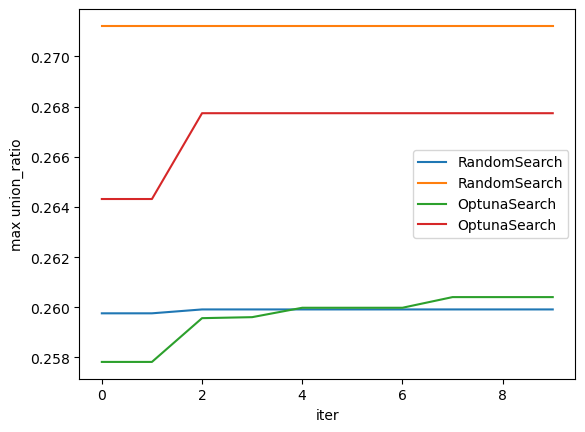 0.270
0.268
0.266
0.264
0.262
0.260
0.258
max union_ratio
RandomSearch
RandomSearch
OptunaSearch
OptunaSearch
0 2 4 6 8
iter